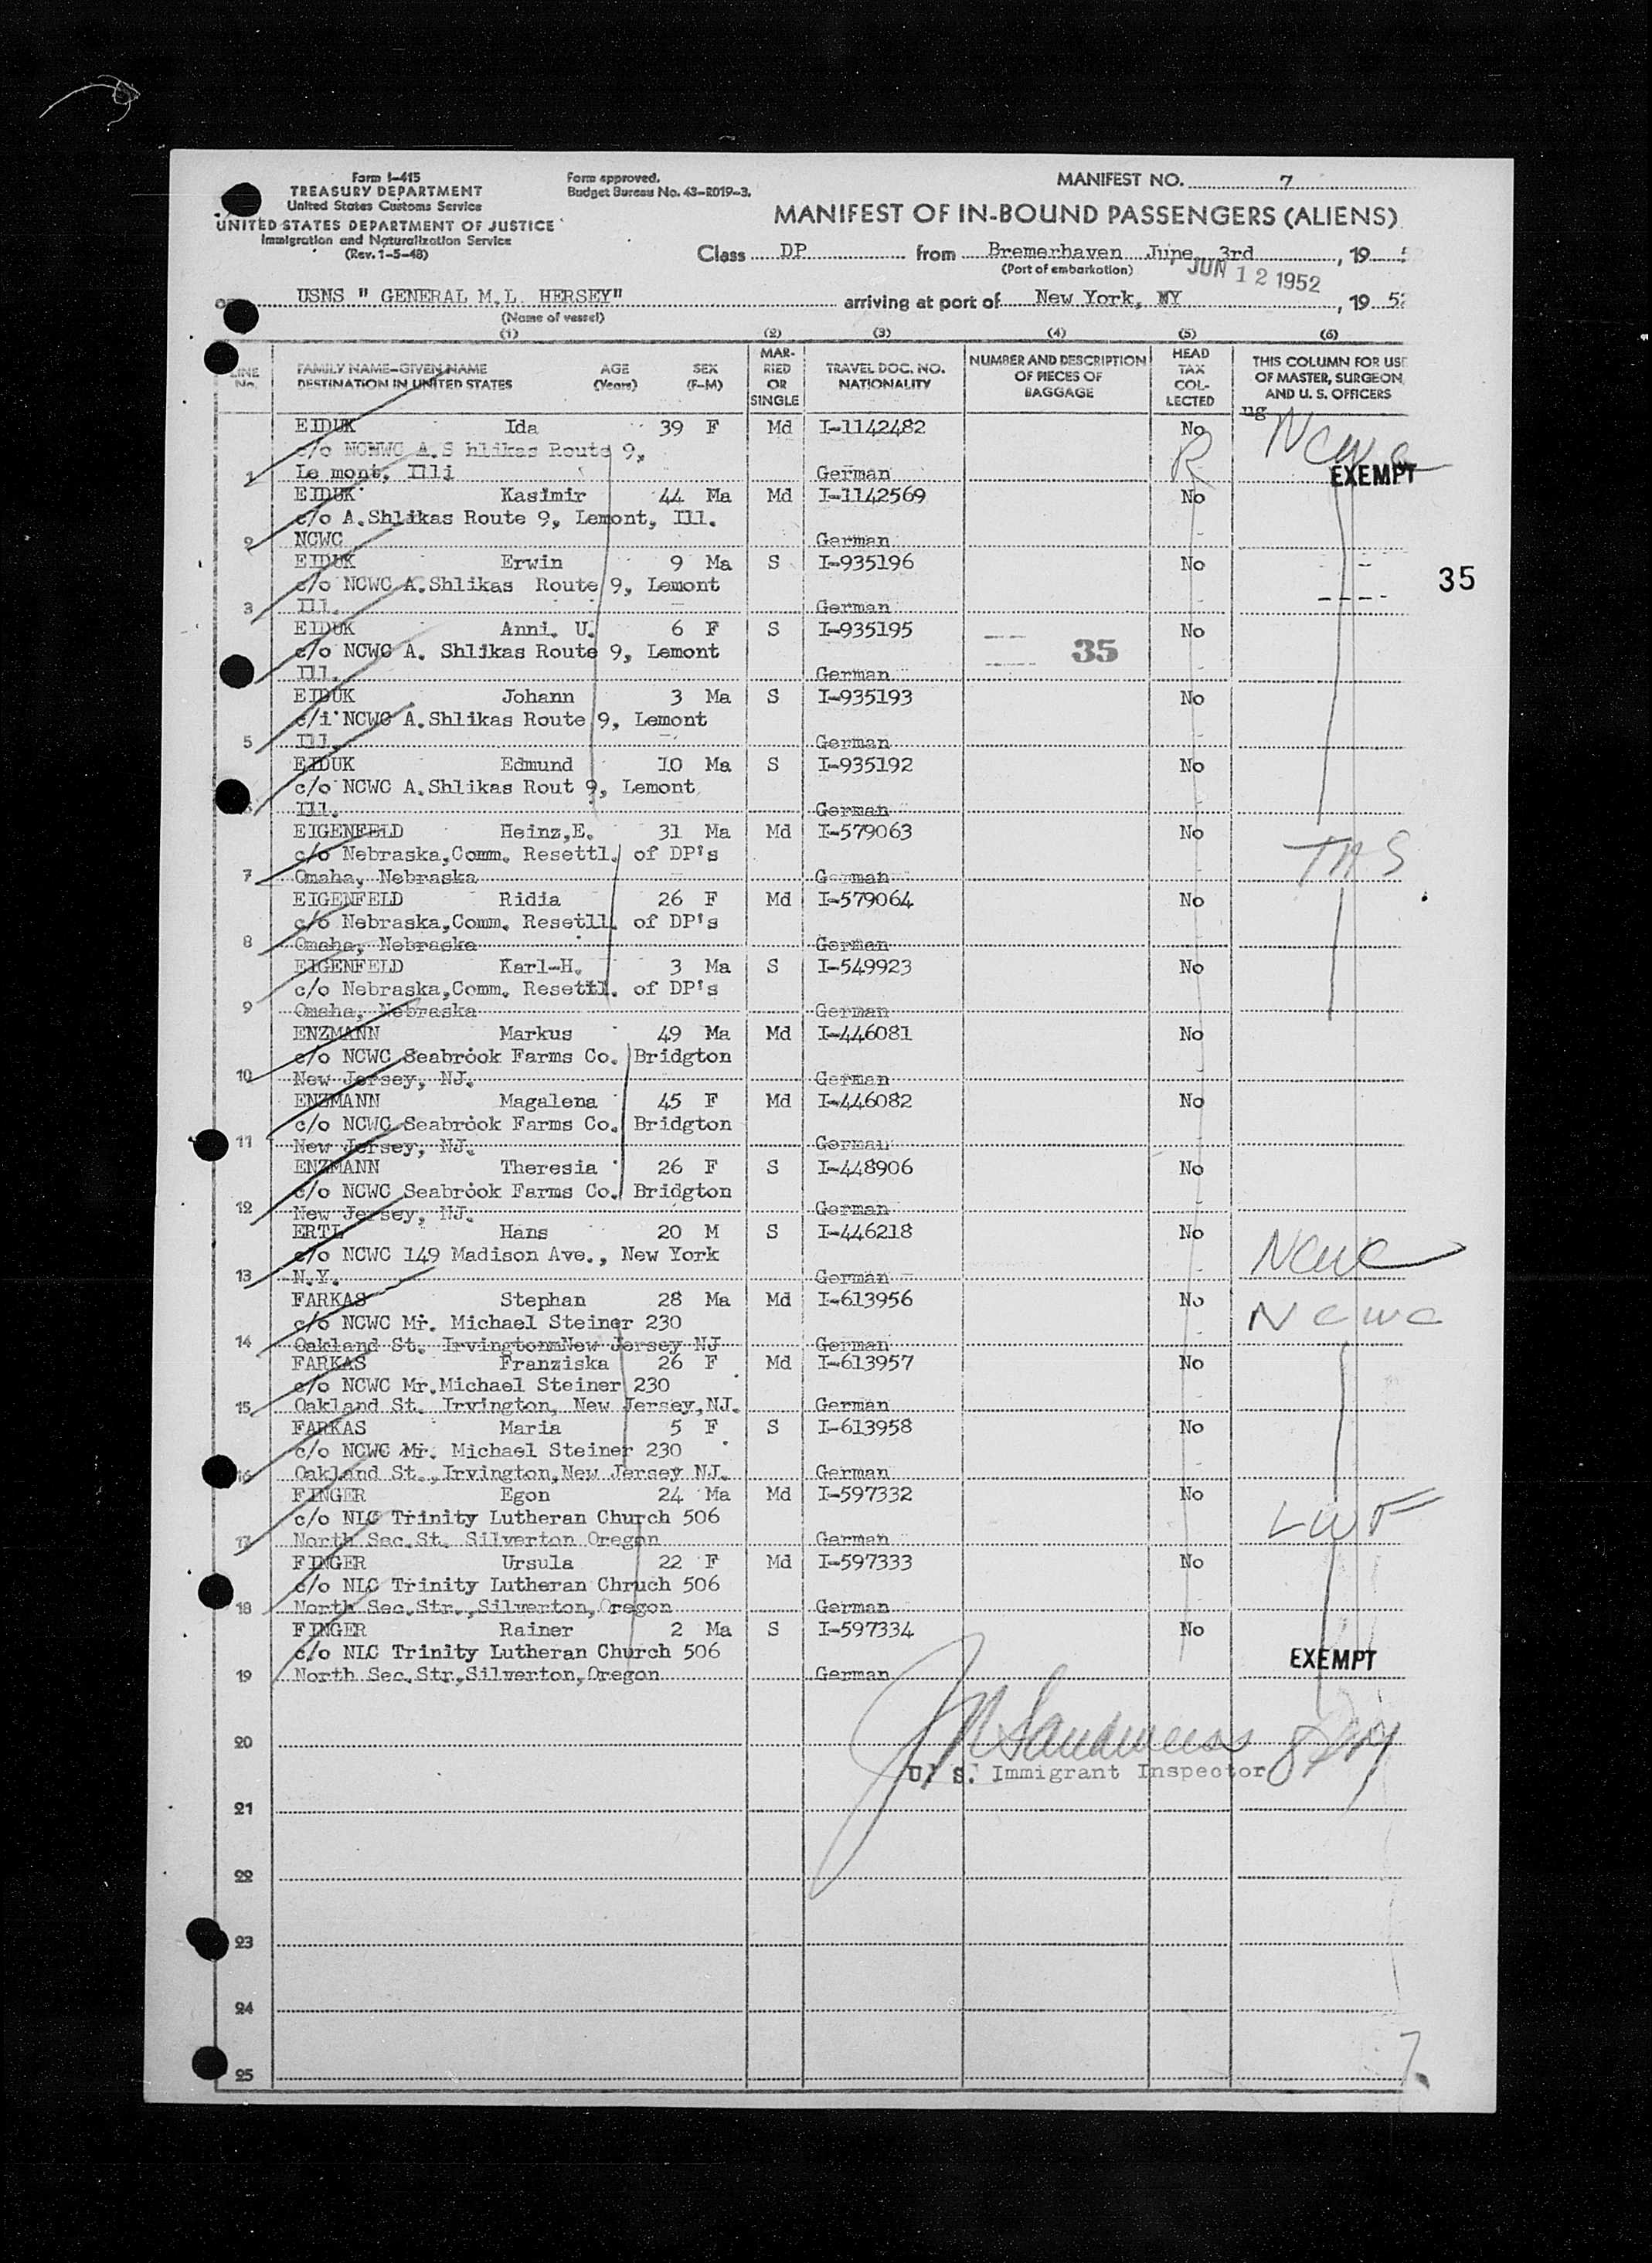 Form I-415
TREASURY DEPARTMENT
United States Customs Service
UNITED STATES DEPARTMENT OF JUSTICE
Immigration and Naturalization Service
(Rev. 1-5-48)
Form approved.
Budget Bureau No. 43-R019-3.
MANIFEST NO. 7
MANIFEST OF IN-BOUND PASSENGERS (ALIENS)
Class DP from Bremerhaven June 3rd, 19 52
(Port of embarkation)
JUN 12 1952
USNS " GENERAL M.L. HERSEY" arriving at port of New York, NY, 19 52
(Name of vessel)
(1) (2) (3) (4) (5) (6)
LINE No.
FAMILY NAME—GIVEN NAME AGE SEX
DESTINATION IN UNITED STATES (Years) (F-M)
MARRIED OR SINGLE
TRAVEL DOC. NO. NATIONALITY
NUMBER AND DESCRIPTION OF PIECES OF BAGGAGE
HEAD TAX COLLECTED
THIS COLUMN FOR USE OF MASTER, SURGEON, AND U. S. OFFICERS
ug
EIDUK Ida 39 F Md I-1142482 No NCWC
c/o NCWWC A.S hlikas Route 9, R
1 Le mont, Illi German EXEMPT
EIDUK Kasimir 44 Ma Md I-1142569 No
c/o A.Shlikas Route 9, Lemont, Ill.
2 NCWC German
EIDUK Erwin 9 Ma S I-935196 No
c/o NCWC A.Shlikas Route 9, Lemont 35
3 Ill. German
EIDUK Anni. U. 6 F S I-935195 No
c/o NCWC A. Shlikas Route 9, Lemont 35
Ill. German
EIDUK Johann 3 Ma S I-935193 No
c/i NCWC A.Shlikas Route 9, Lemont
5 Ill. German
EIDUK Edmund 10 Ma S I-935192 No
c/o NCWC A.Shlikas Rout 9, Lemont
6 Ill. German
EIGENFELD Heinz,E. 31 Ma Md I-579063 No
c/o Nebraska,Comm. Resettl. of DP's TAS
7 Omaha, Nebraska G rman
EIGENFELD Ridia 26 F Md I-579064 No
c/o Nebraska,Comm. Resetll. of DP's
8 Omaha, Nebraska German
EIGENFELD Karl-H. 3 Ma S I-549923 No
c/o Nebraska,Comm. Resettl. of DP's
9 Omaha, Nebraska German
ENZMANN Markus 49 Ma Md I-446081 No
c/o NCWC Seabrook Farms Co. Bridgton
10 New Jersey, NJ. German
ENZMANN Magalena 45 F Md I-446082 No
c/o NCWC Seabrook Farms Co. Bridgton
11 New Jersey, NJ. German
ENZMANN Theresia 26 F S I-448906 No
c/o NCWC Seabrook Farms Co. Bridgton
12 New Jersey, NJ. German
ERTL Hans 20 M S I-446218 No
c/o NCWC 149 Madison Ave., New York NCWC
13 N.Y. German
FARKAS Stephan 28 Ma Md I-613956 No NCWC
c/o NCWC Mr. Michael Steiner 230
14 Oakland St. IrvingtonmNew Jersey NJ German
FARKAS Franziska 26 F Md I-613957 No
c/o NCWC Mr.Michael Steiner 230
15 Oakland St. Irvington, New Jersey,NJ. German
FARKAS Maria 5 F S I-613958 No
c/o NCWC Mr. Michael Steiner 230
16 Oakland St.,Irvington,New Jersey NJ. German
FINGER Egon 24 Ma Md I-597332 No
c/o NLC Trinity Lutheran Church 506 LWF
17 North Sec.St. Silverton Oregon German
FINGER Ursula 22 F Md I-597333 No
c/o NLC Trinity Lutheran Chruch 506
18 North Sec.Str.,Silverton,Oregon German
FINGER Rainer 2 Ma S I-597334 No
c/o NLC Trinity Lutheran Church 506 EXEMPT
19 North Sec.Str,Silverton,Oregon German
20
U. S. Immigrant Inspector
21
22
23
24
25
7